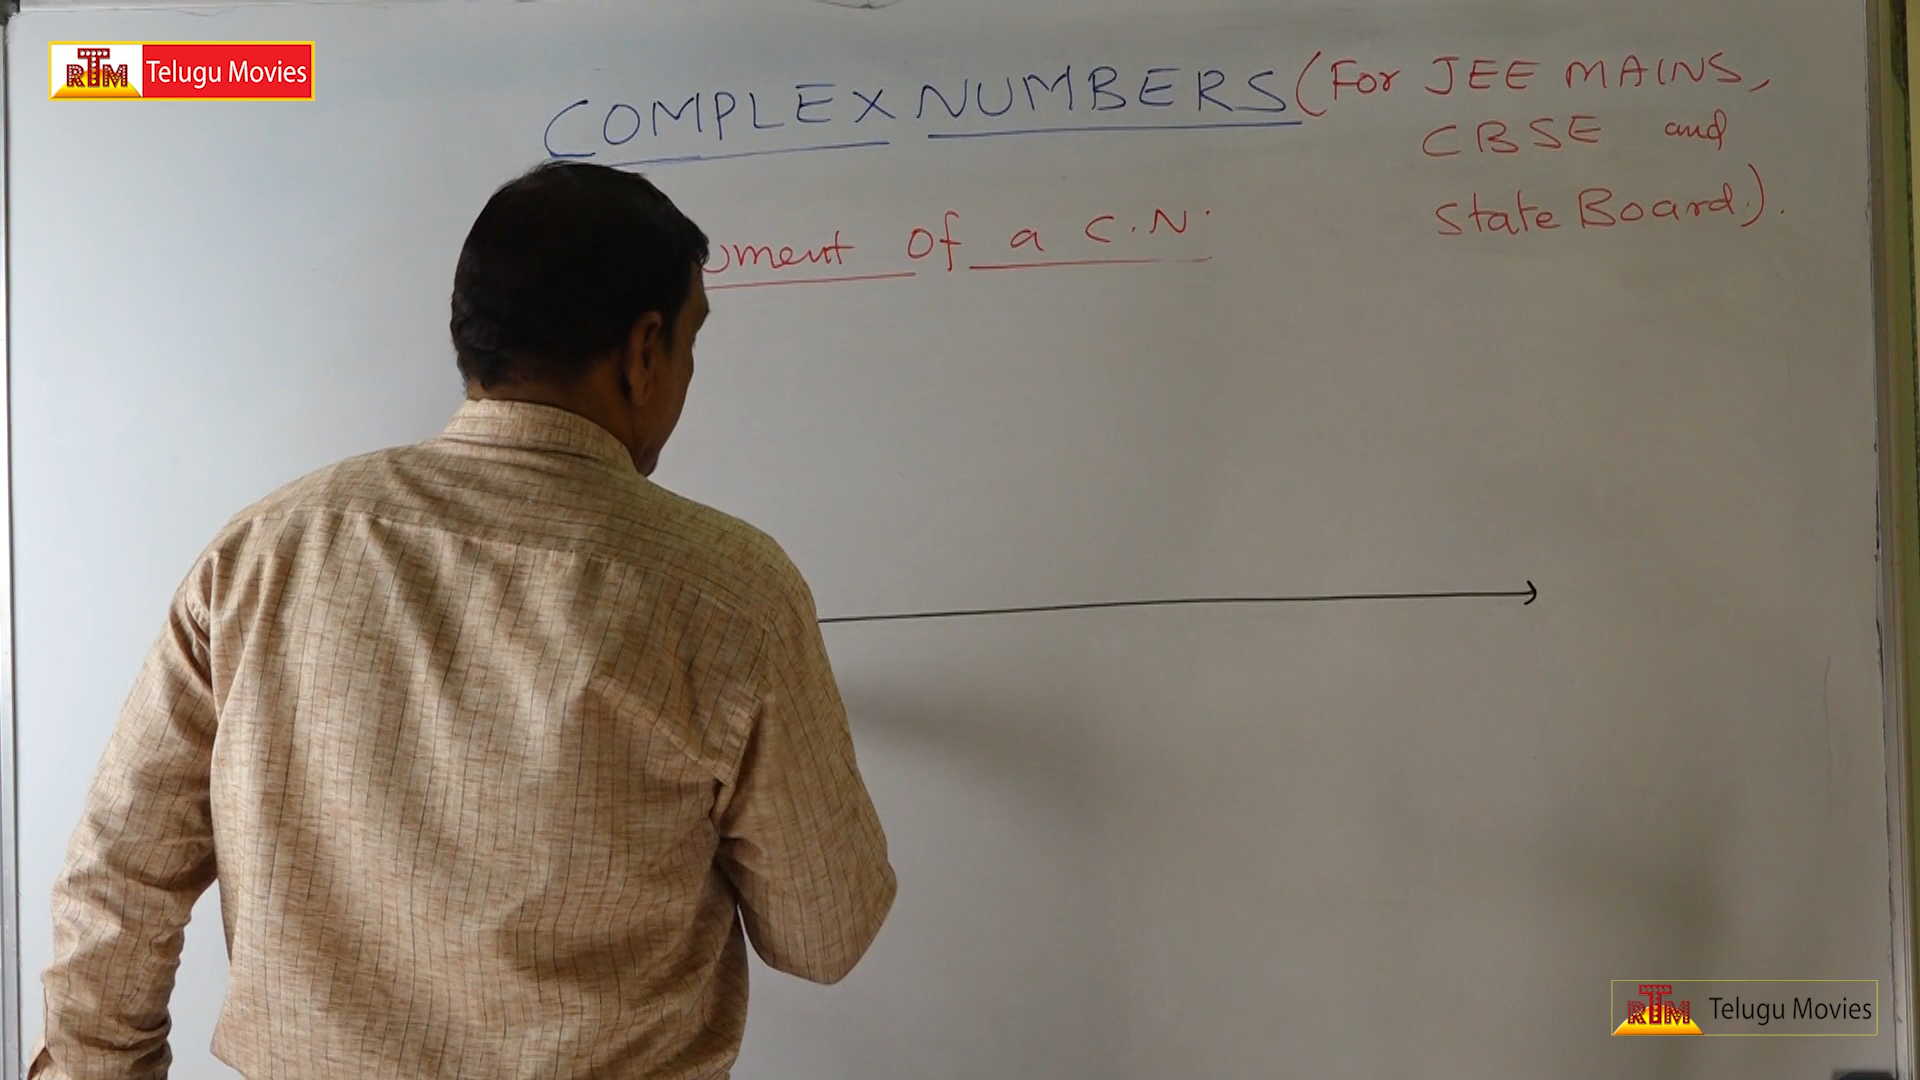 RTM Telugu Movies
COMPLEX NUMBERS (For JEE MAINS,
CBSE and
State Board.).
ument of a C.N.
RTM Telugu Movies